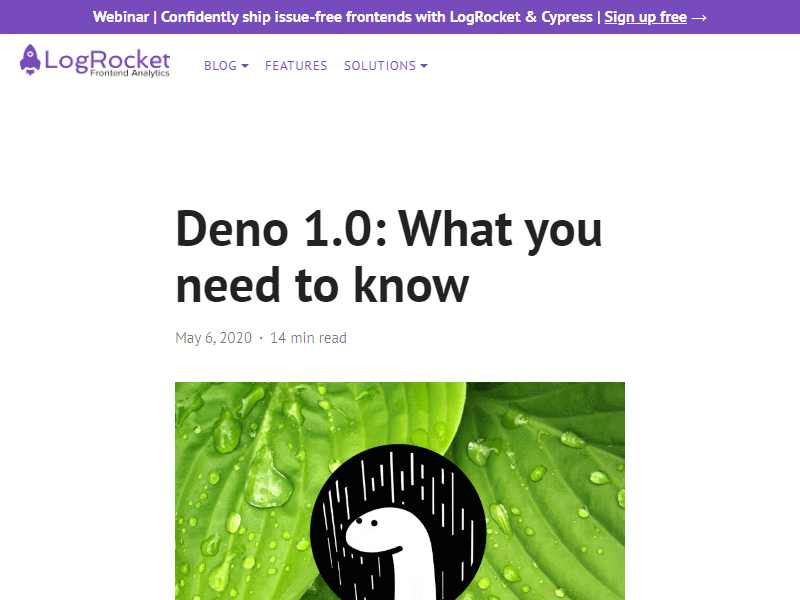 Webinar | Confidently ship issue-free frontends with LogRocket & Cypress | Sign up free →
LogRocket
Frontend Analytics
BLOG
FEATURES
SOLUTIONS
Deno 1.0: What you
need to know
May 6, 2020 · 14 min read